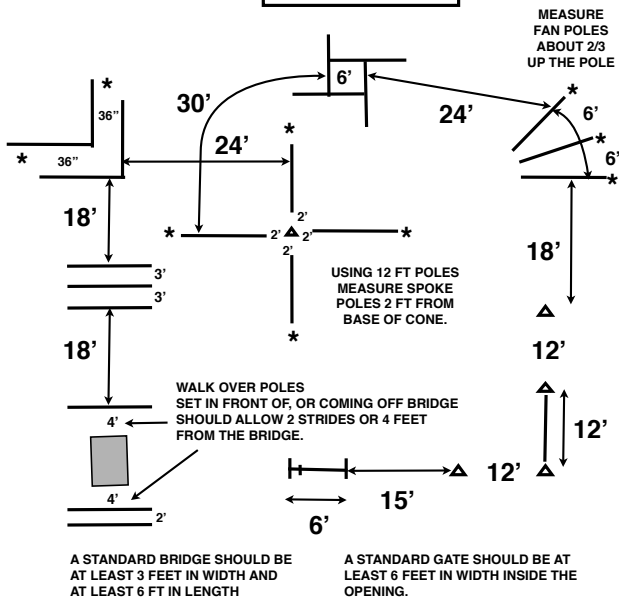 MEASURE
FAN POLES
ABOUT 2/3
UP THE POLE
*
6’
*
30’
36”
24’
6’
*
*
*
36”
24’
6’
*
*
18’
2’
*
2’
2’
*
2’
18’
3’
USING 12 FT POLES
MEASURE SPOKE
POLES 2 FT FROM
BASE OF CONE.
3’
*
18’
12’
WALK OVER POLES
SET IN FRONT OF, OR COMING OFF BRIDGE
SHOULD ALLOW 2 STRIDES OR 4 FEET
FROM THE BRIDGE.
4’
12’
12’
4’
15’
2’
6’
A STANDARD BRIDGE SHOULD BE
AT LEAST 3 FEET IN WIDTH AND
AT LEAST 6 FT IN LENGTH
A STANDARD GATE SHOULD BE AT
LEAST 6 FEET IN WIDTH INSIDE THE
OPENING.